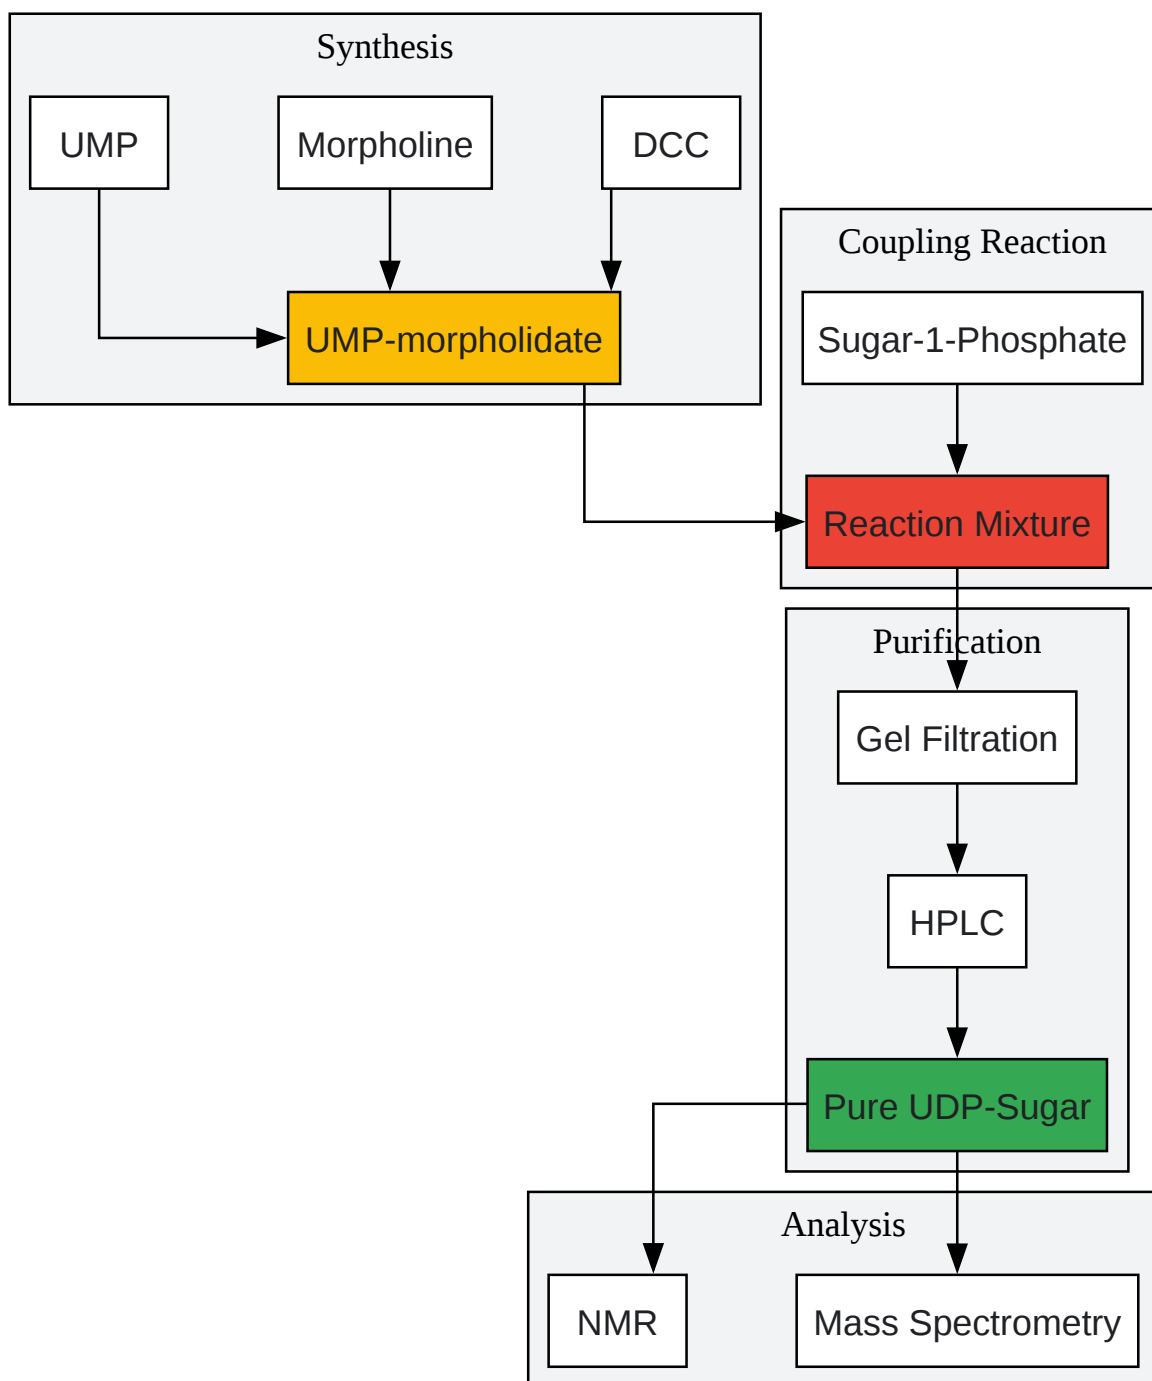 Synthesis
UMP
Morpholine
DCC
UMP-morpholidate
Coupling Reaction
Sugar-1-Phosphate
Reaction Mixture
Purification
Gel Filtration
HPLC
Pure UDP-Sugar
Analysis
NMR
Mass Spectrometry